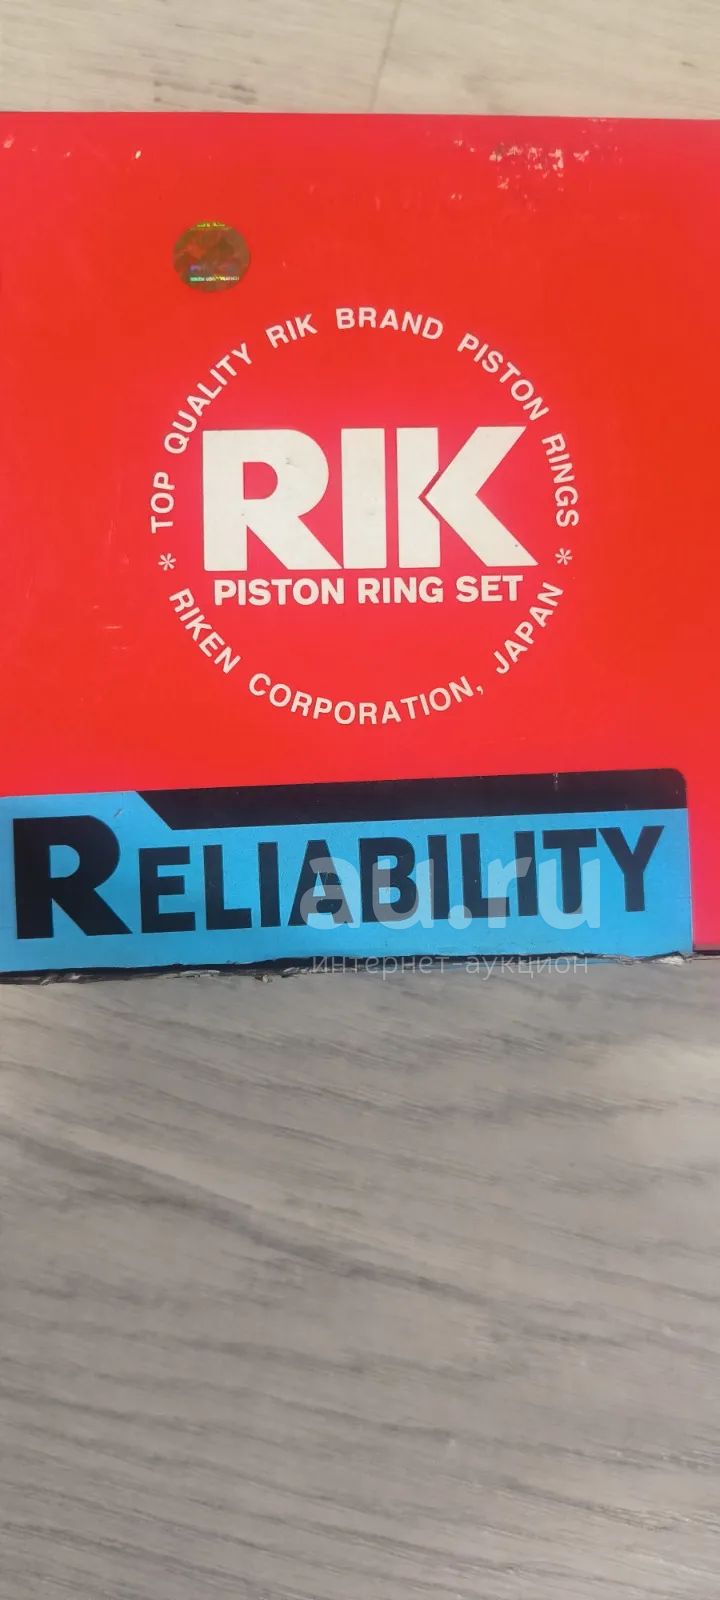 * TOP QUALITY RIK BRAND PISTON RINGS *
RIK
PISTON RING SET
RIKEN CORPORATION, JAPAN
RELIABILITY
au.ru
интернет-аукцион